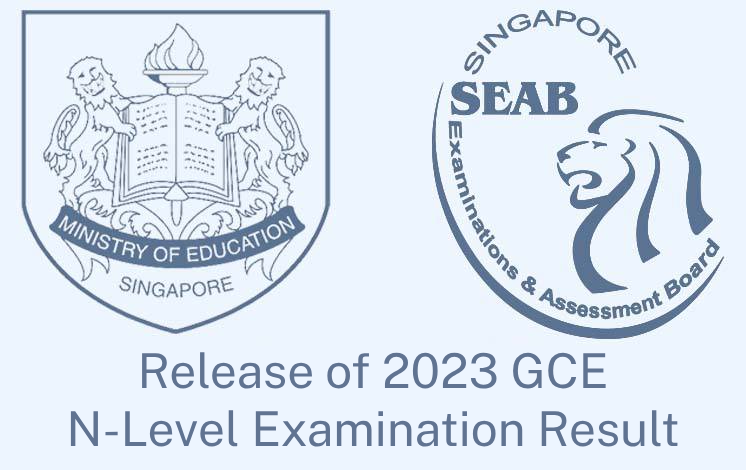 MINISTRY OF EDUCATION
SINGAPORE
SINGAPORE
SEAB
Examinations & Assessment Board
Release of 2023 GCE
N-Level Examination Result